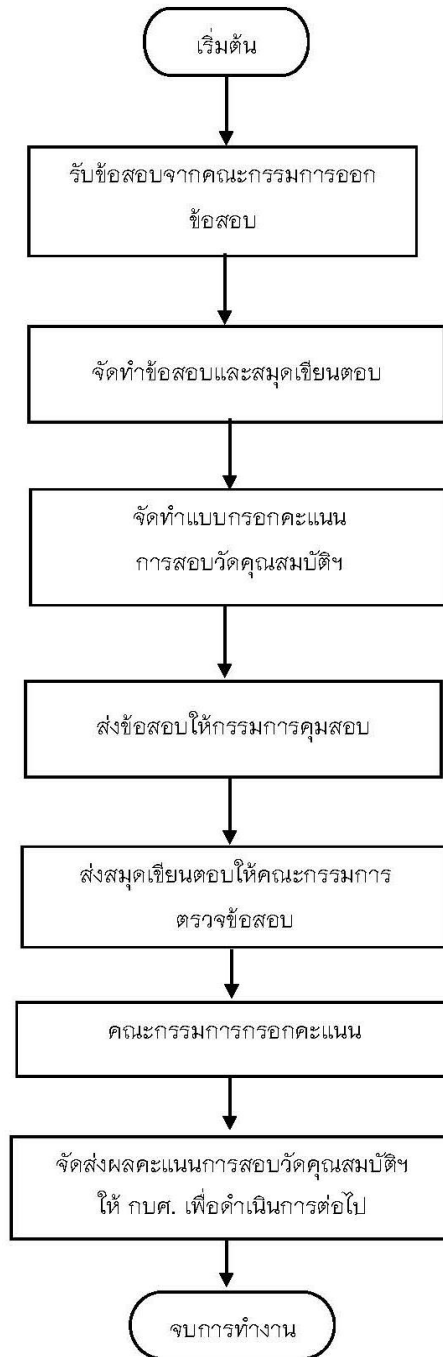 เริ่มต้น
รับข้อสอบจากคณะกรรมการออก
ข้อสอบ
จัดทำข้อสอบและสมุดเขียนตอบ
จัดทำแบบกรอกคะแนน
การสอบวัดคุณสมบัติฯ
ส่งข้อสอบให้กรรมการคุมสอบ
ส่งสมุดเขียนตอบให้คณะกรรมการ
ตรวจข้อสอบ
คณะกรรมการกรอกคะแนน
จัดส่งผลคะแนนการสอบวัดคุณสมบัติฯ
ให้ กบศ. เพื่อดำเนินการต่อไป
จบการทำงาน